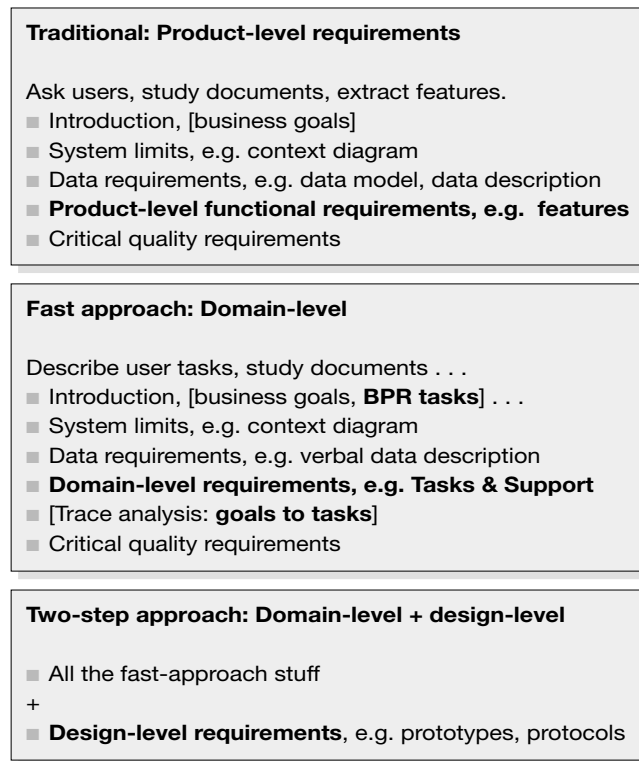 Traditional: Product-level requirements
Ask users, study documents, extract features.
■ Introduction, [business goals]
■ System limits, e.g. context diagram
■ Data requirements, e.g. data model, data description
■ Product-level functional requirements, e.g. features
■ Critical quality requirements
Fast approach: Domain-level
Describe user tasks, study documents . . .
■ Introduction, [business goals, BPR tasks] . . .
■ System limits, e.g. context diagram
■ Data requirements, e.g. verbal data description
■ Domain-level requirements, e.g. Tasks & Support
■ [Trace analysis: goals to tasks]
■ Critical quality requirements
Two-step approach: Domain-level + design-level
■ All the fast-approach stuff
+
■ Design-level requirements, e.g. prototypes, protocols